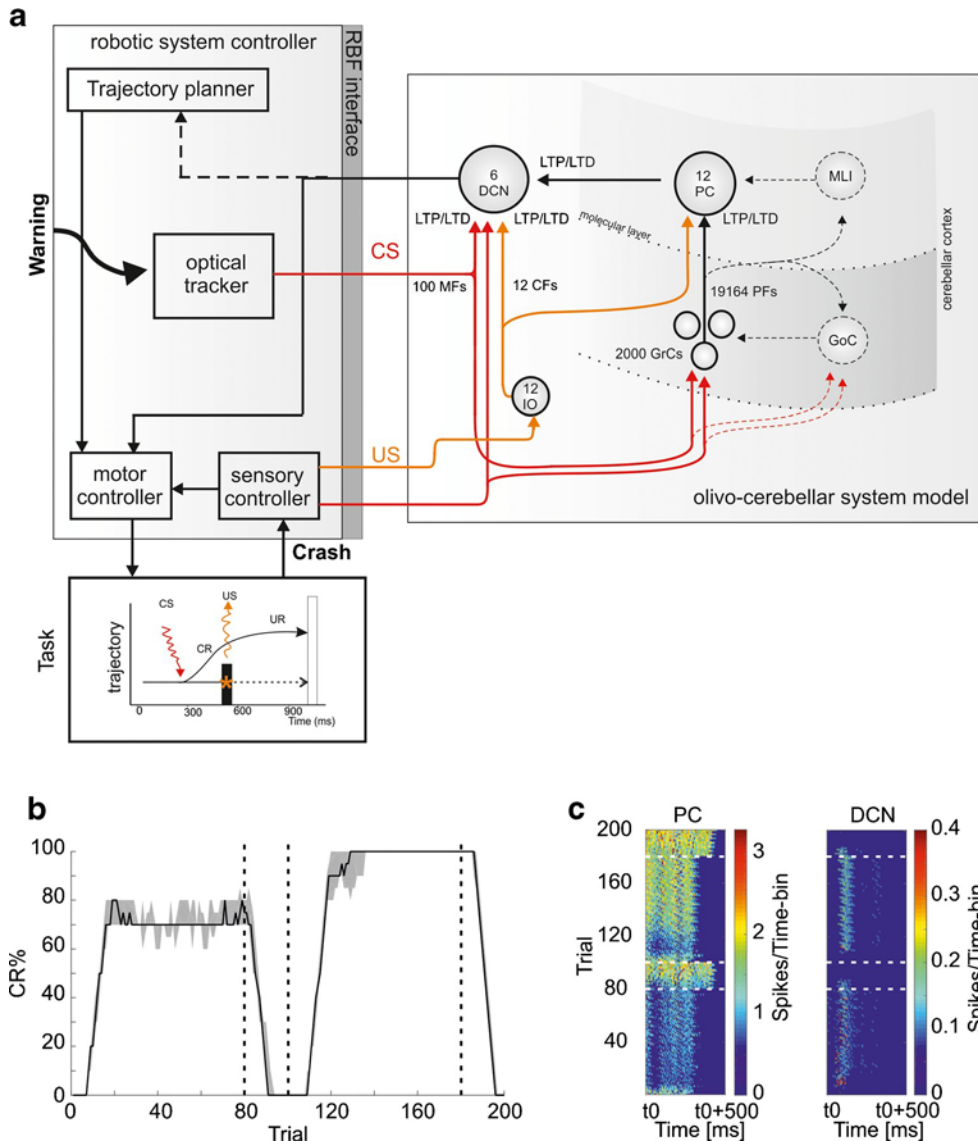 a
robotic system controller
RBF interface
Trajectory planner
Warning
optical
tracker
CS
US
motor
controller
sensory
controller
Crash
6
DCN
LTP/LTD
12
PC
MLI
LTP/LTD
LTP/LTD
LTP/LTD
molecular layer
cerebellar cortex
100 MFs
12 CFs
19164 PFs
2000 GrCs
GoC
12
IO
olivo-cerebellar system model
Task
trajectory
CS
US
UR
CR
*
0
300
600
900
Time (ms)
b
CR%
100
80
60
40
20
0
0
40
80
120
160
200
Trial
c
PC
DCN
Trial
200
160
120
80
40
t0
t0+500
Time [ms]
3
2
1
0
Spikes/Time-bin
t0
t0+500
Time [ms]
0.4
0.3
0.2
0.1
0
Spikes/Time-bin